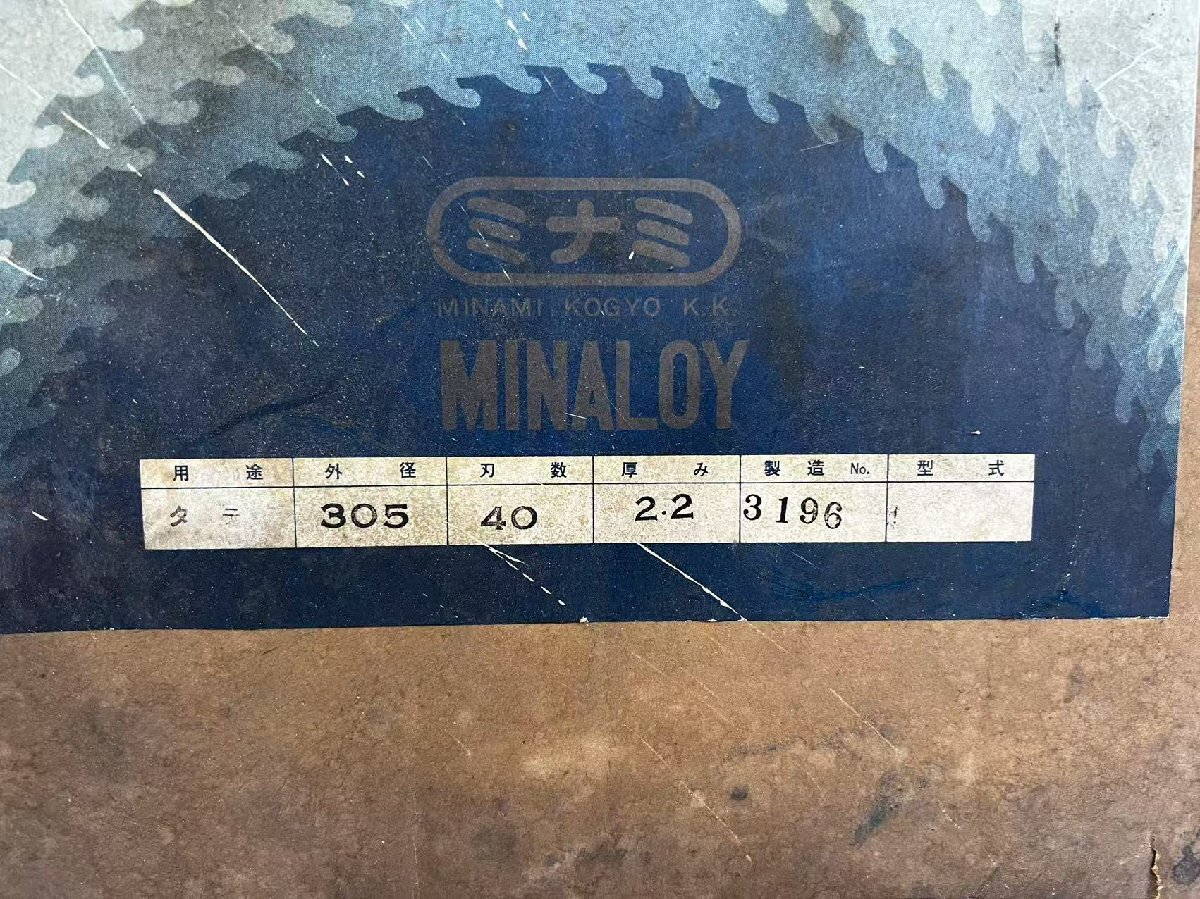 ミナミ
MINAMI KOGYO K.K.
MINALOY
用途 外径 刃数 厚み 製造No. 型式
タテ 305 40 2.2 3196